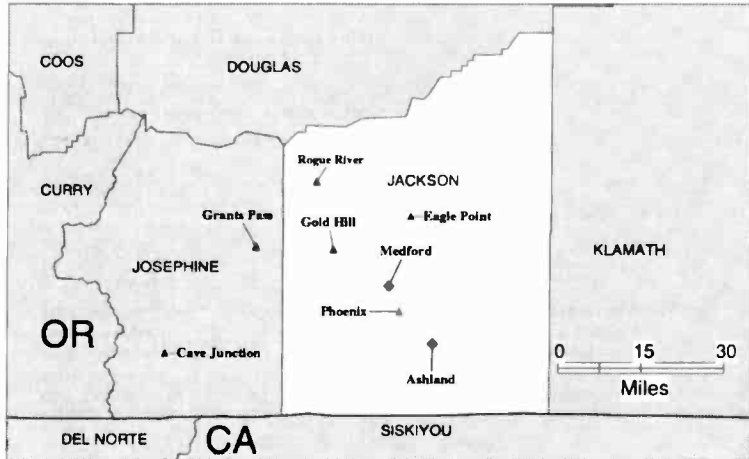 COOS
DOUGLAS
Rogue River
JACKSON
CURRY
Grants Pass
Gold Hill
Eagle Point
Medford
KLAMATH
JOSEPHINE
Phoenix
OR
Cave Junction
0 15 30
Miles
Ashland
DEL NORTE
CA
SISKIYOU